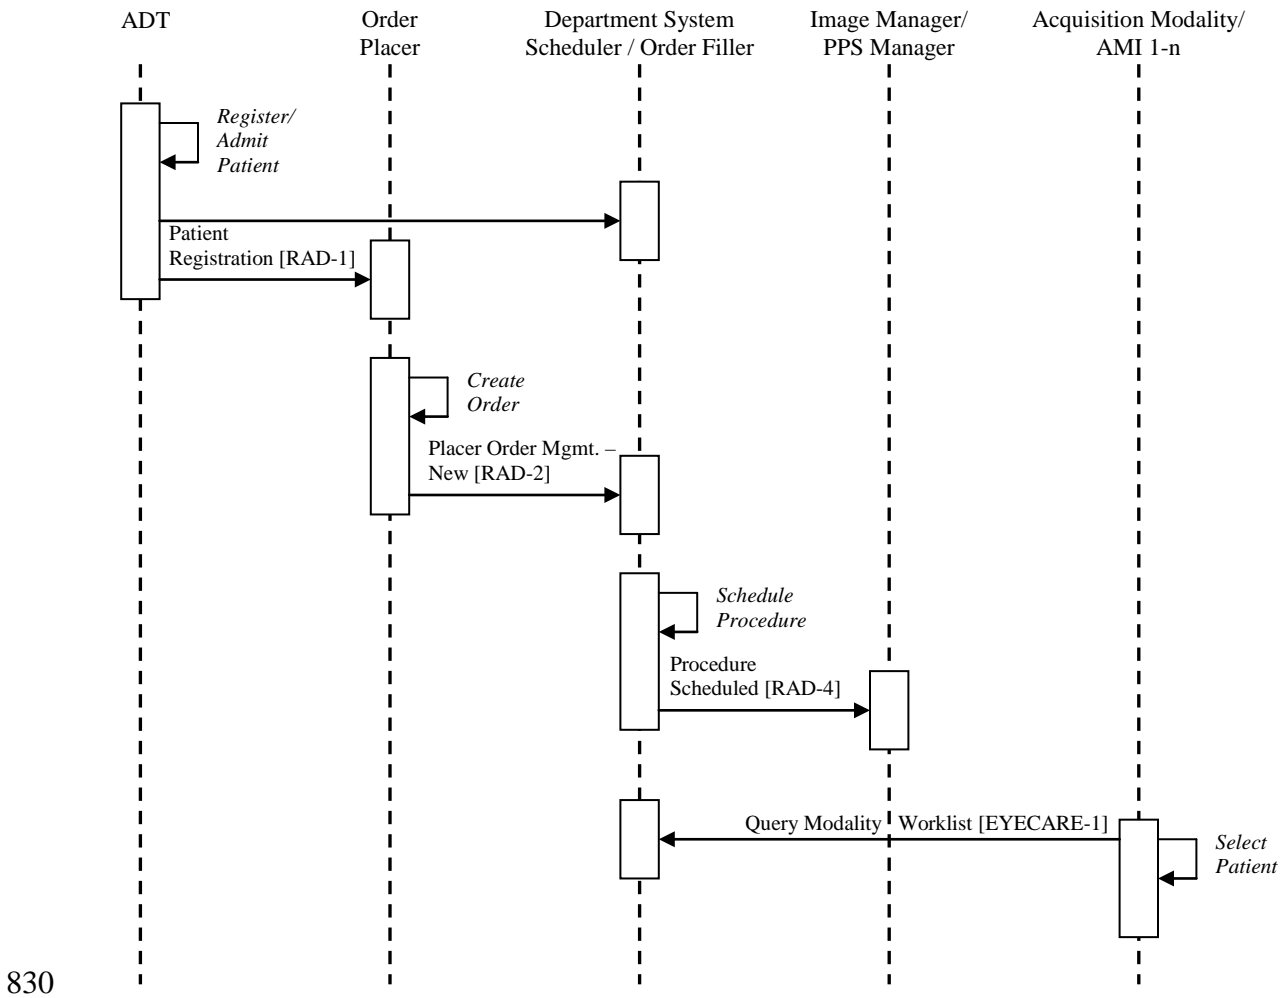 ADT
Order
Placer
Department System
Scheduler / Order Filler
Image Manager/
PPS Manager
Acquisition Modality/
AMI 1-n
Register/
Admit
Patient
Patient
Registration [RAD-1]
Create
Order
Placer Order Mgmt. –
New [RAD-2]
Schedule
Procedure
Procedure
Scheduled [RAD-4]
Query Modality Worklist [EYECARE-1]
Select
Patient
830